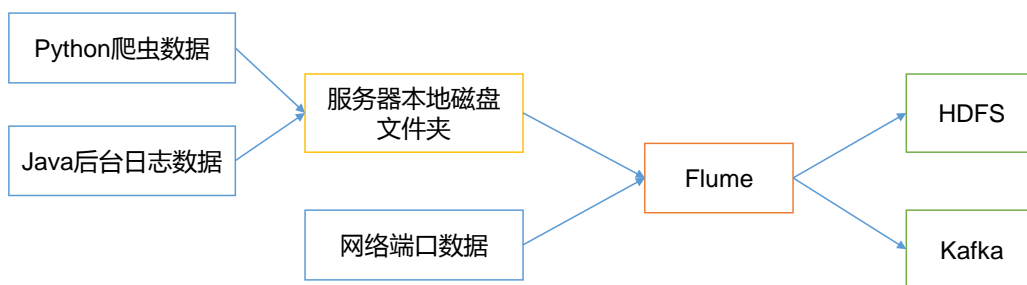 Python爬虫数据
Java后台日志数据
服务器本地磁盘
文件夹
网络端口数据
Flume
HDFS
Kafka